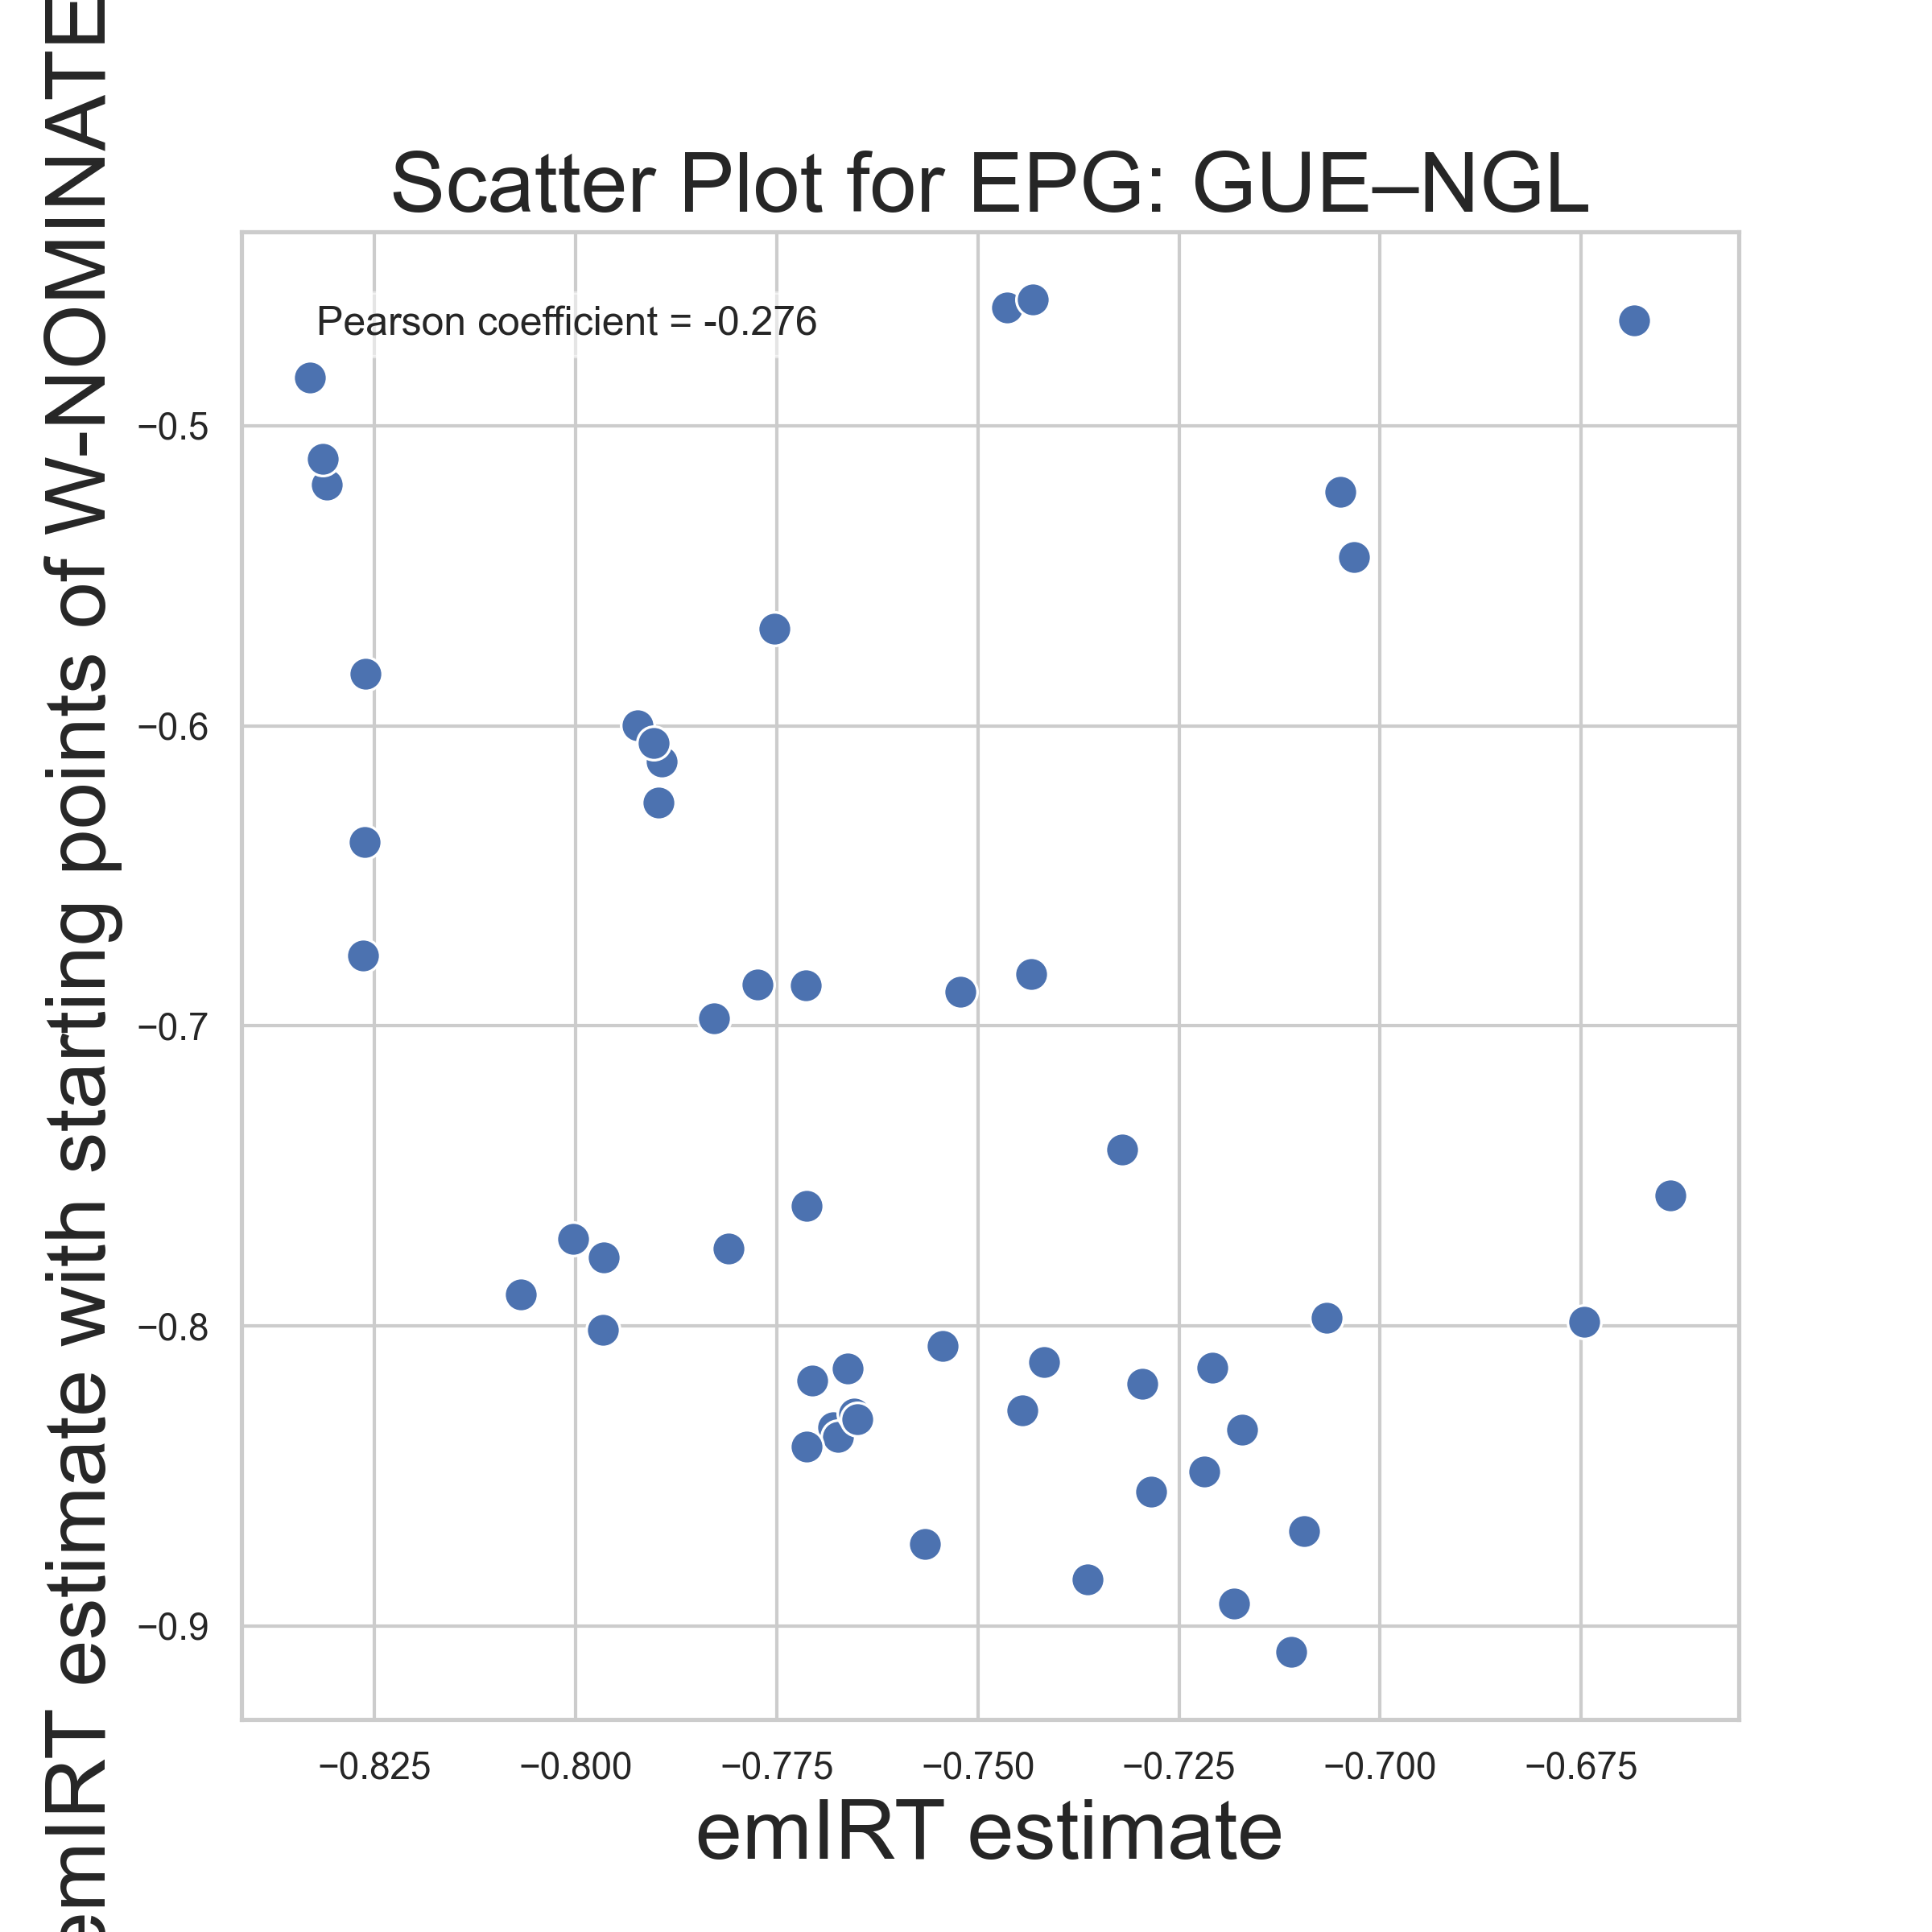 Scatter Plot for EPG: GUE–NGL
Pearson coefficient = -0.276
emIRT estimate with starting points of W-NOMINATE
−0.5
−0.6
−0.7
−0.8
−0.9
−0.825 −0.800 −0.775 −0.750 −0.725 −0.700 −0.675
emIRT estimate